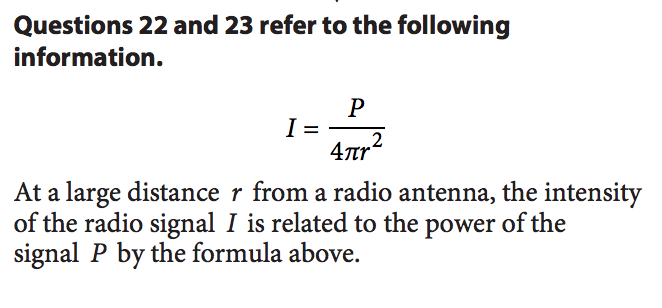 Questions 22 and 23 refer to the following
information.
I = P / 4πr²
At a large distance r from a radio antenna, the intensity
of the radio signal I is related to the power of the
signal P by the formula above.